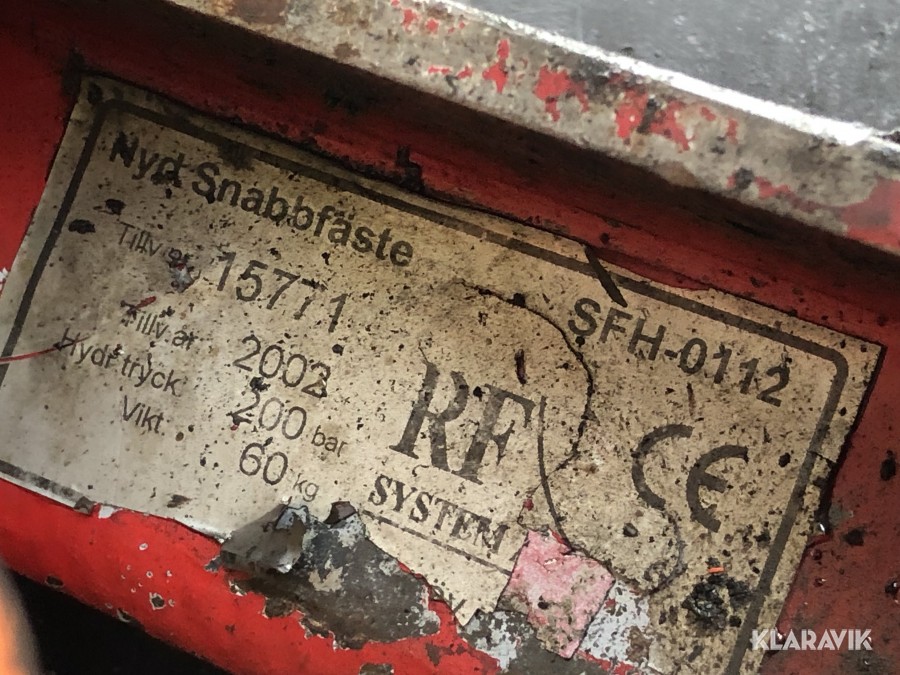 Hydr Snabbfäste
SFH-0112
Tillv nr 15771
Tillv.år 2002
Hydr tryck 200 bar
Vikt. 60 kg
RF
SYSTEM
CE
KLARAVIK